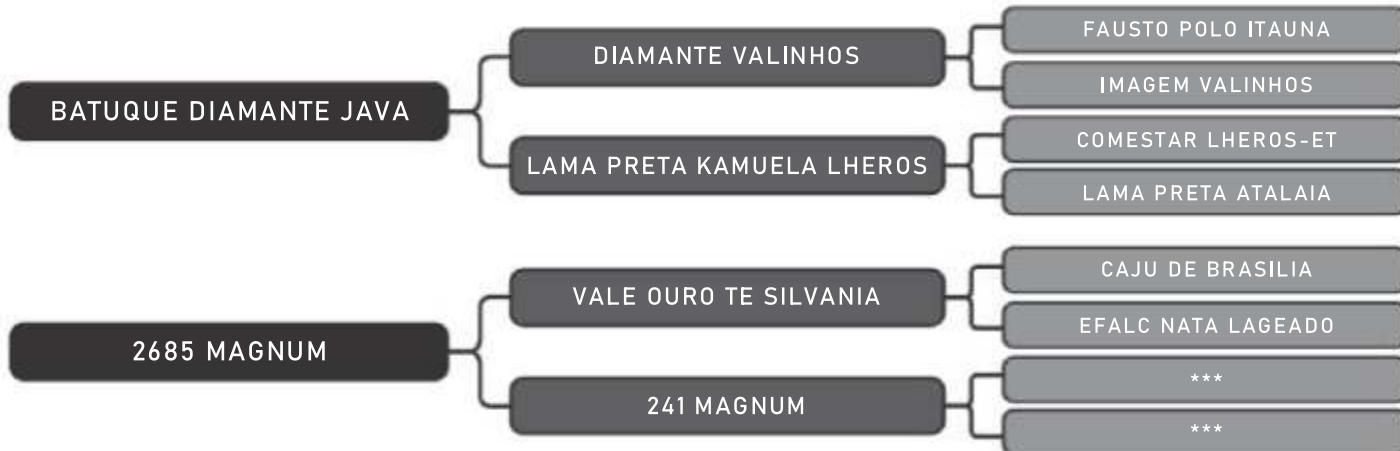 BATUQUE DIAMANTE JAVA
DIAMANTE VALINHOS
FAUSTO POLO ITAUNA
IMAGEM VALINHOS
LAMA PRETA KAMUELA LHEROS
COMESTAR LHEROS-ET
LAMA PRETA ATALAIA
2685 MAGNUM
VALE OURO TE SILVANIA
CAJU DE BRASILIA
EFALC NATA LAGEADO
241 MAGNUM
***
***